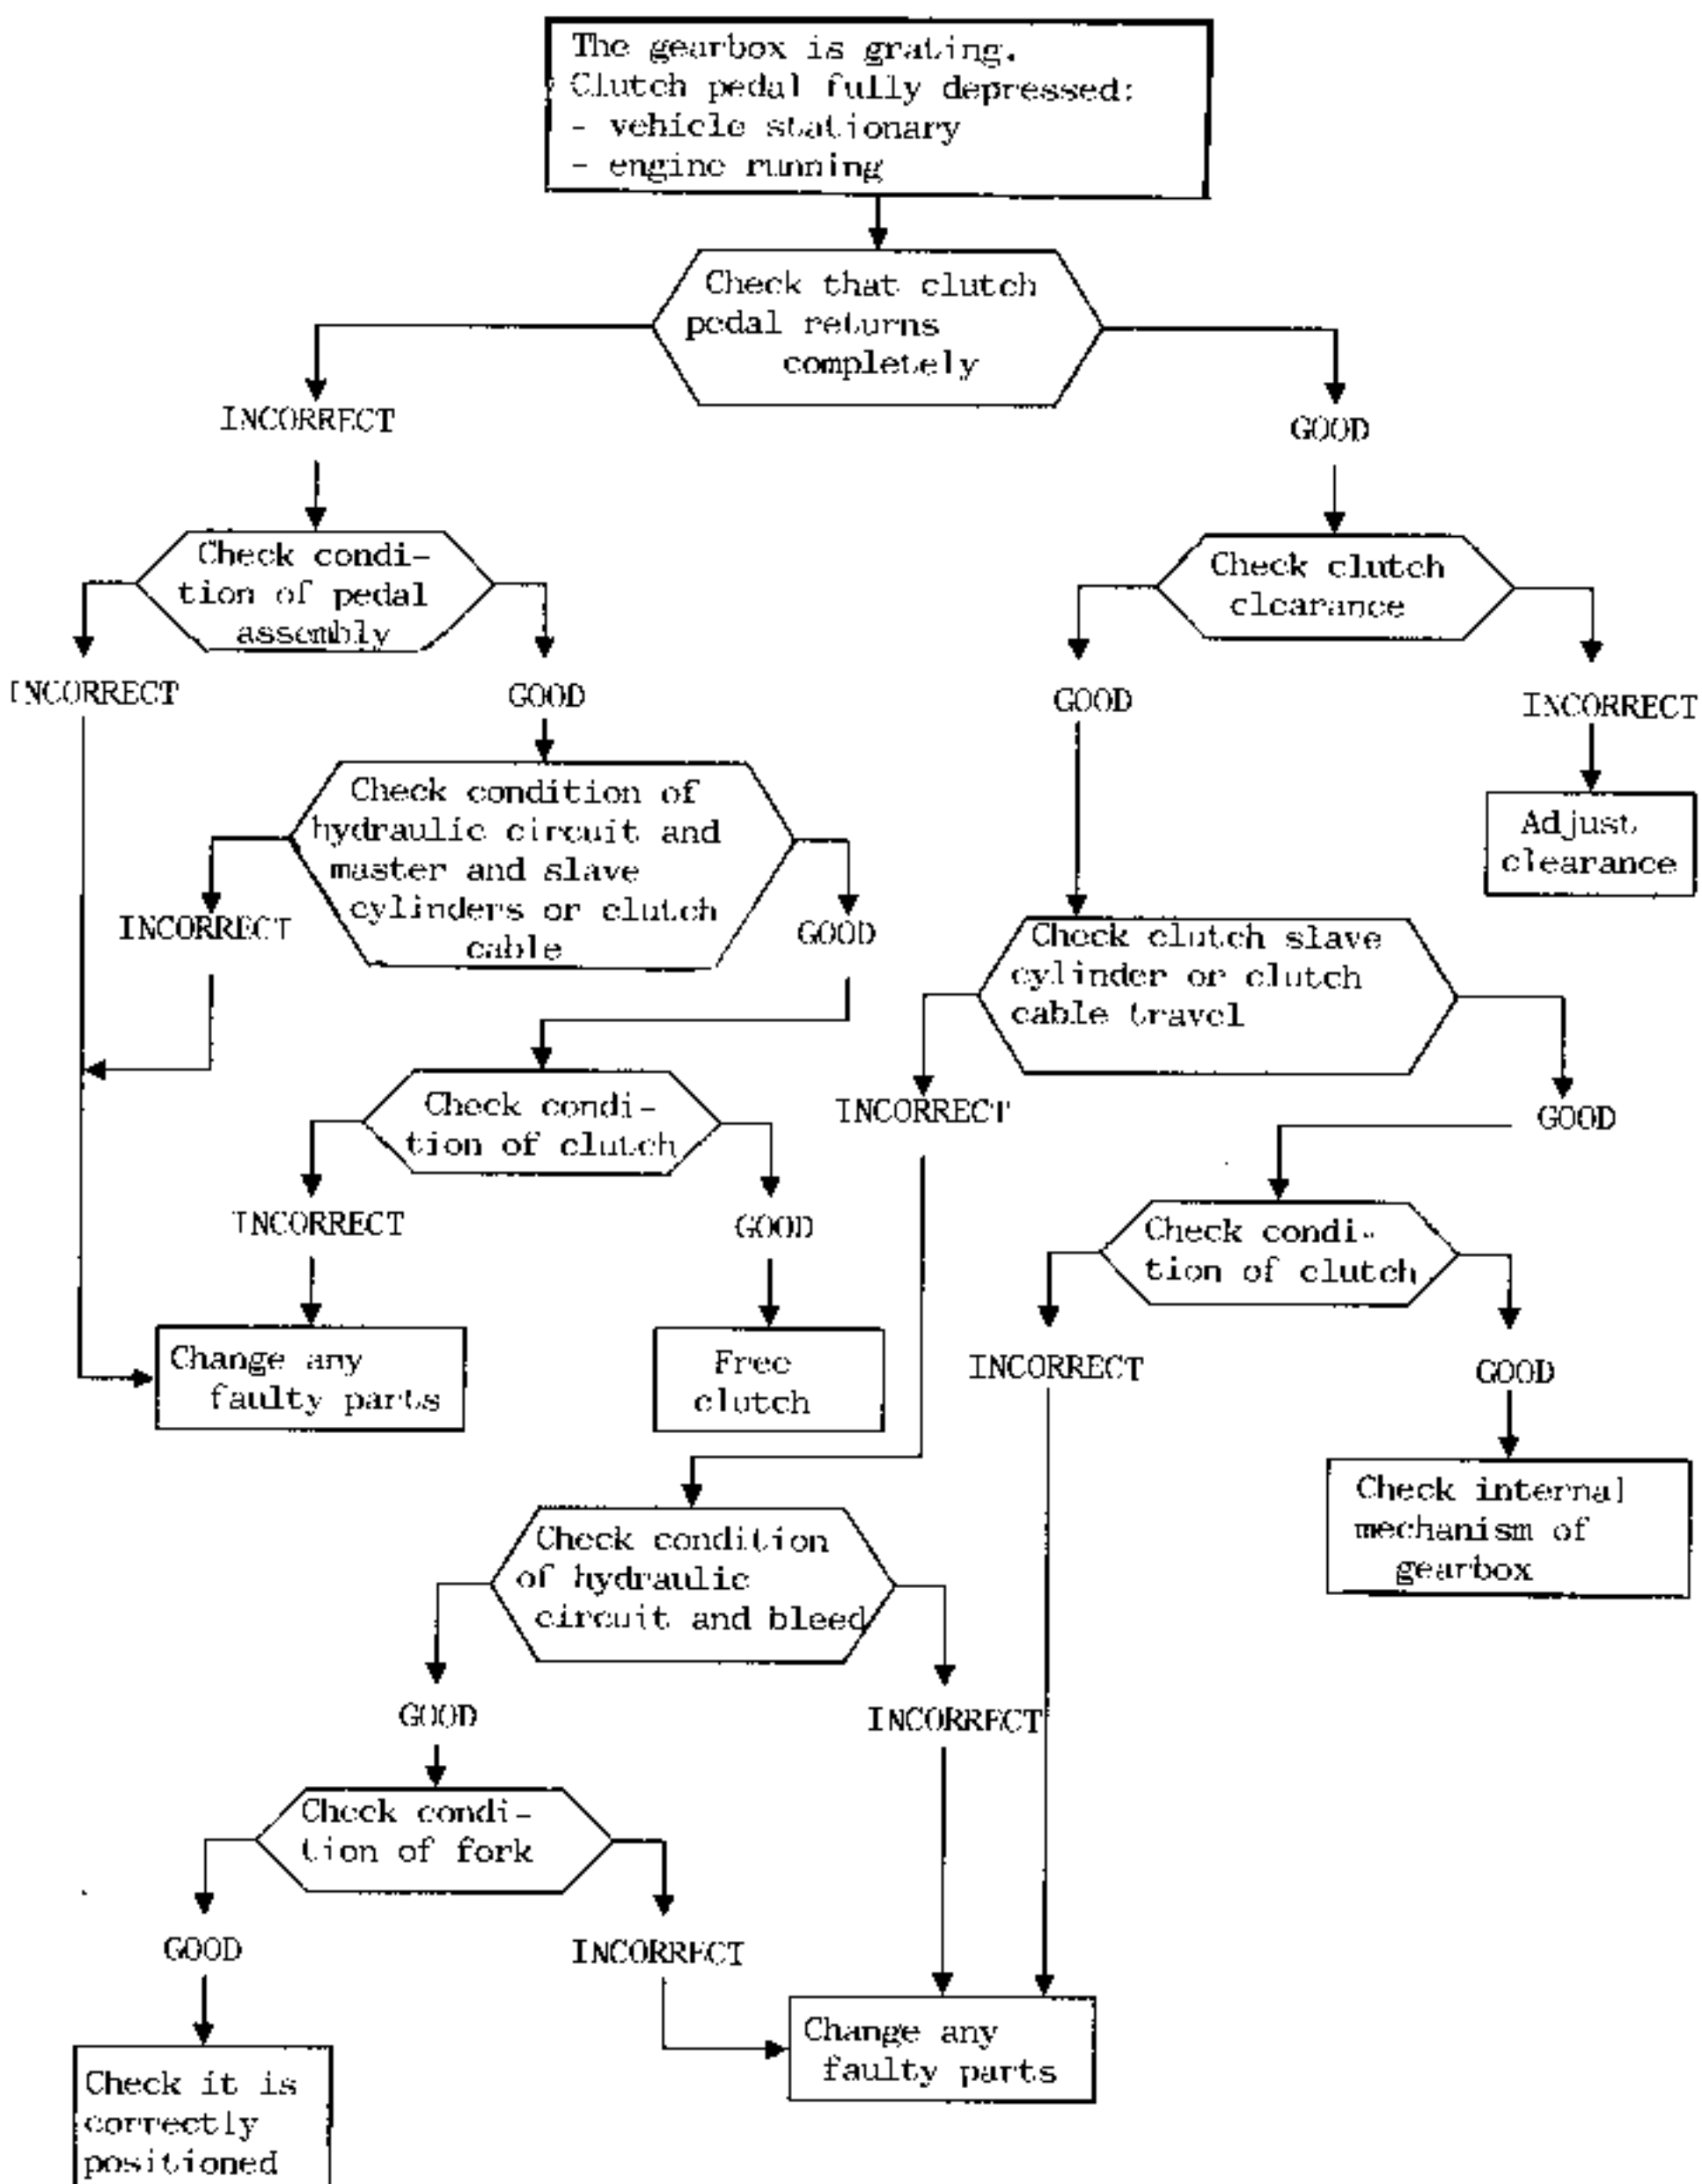 The gearbox is grating.
Clutch pedal fully depressed:
- vehicle stationary
- engine running
Check that clutch
pedal returns
completely
INCORRECT
GOOD
Check condi-
tion of pedal
assembly
Check clutch
clearance
INCORRECT
GOOD
GOOD
INCORRECT
Check condition of
hydraulic circuit and
master and slave
cylinders or clutch
cable
Adjust
clearance
INCORRECT
GOOD
Check clutch slave
cylinder or clutch
cable travel
Check condi-
tion of clutch
INCORRECT
GOOD
INCORRECT
GOOD
Check condi-
tion of clutch
Change any
faulty parts
Free
clutch
INCORRECT
GOOD
Check internal
mechanism of
gearbox
Check condition
of hydraulic
circuit and bleed
GOOD
INCORRECT
Check condi-
tion of fork
GOOD
INCORRECT
Change any
faulty parts
Check it is
correctly
positioned